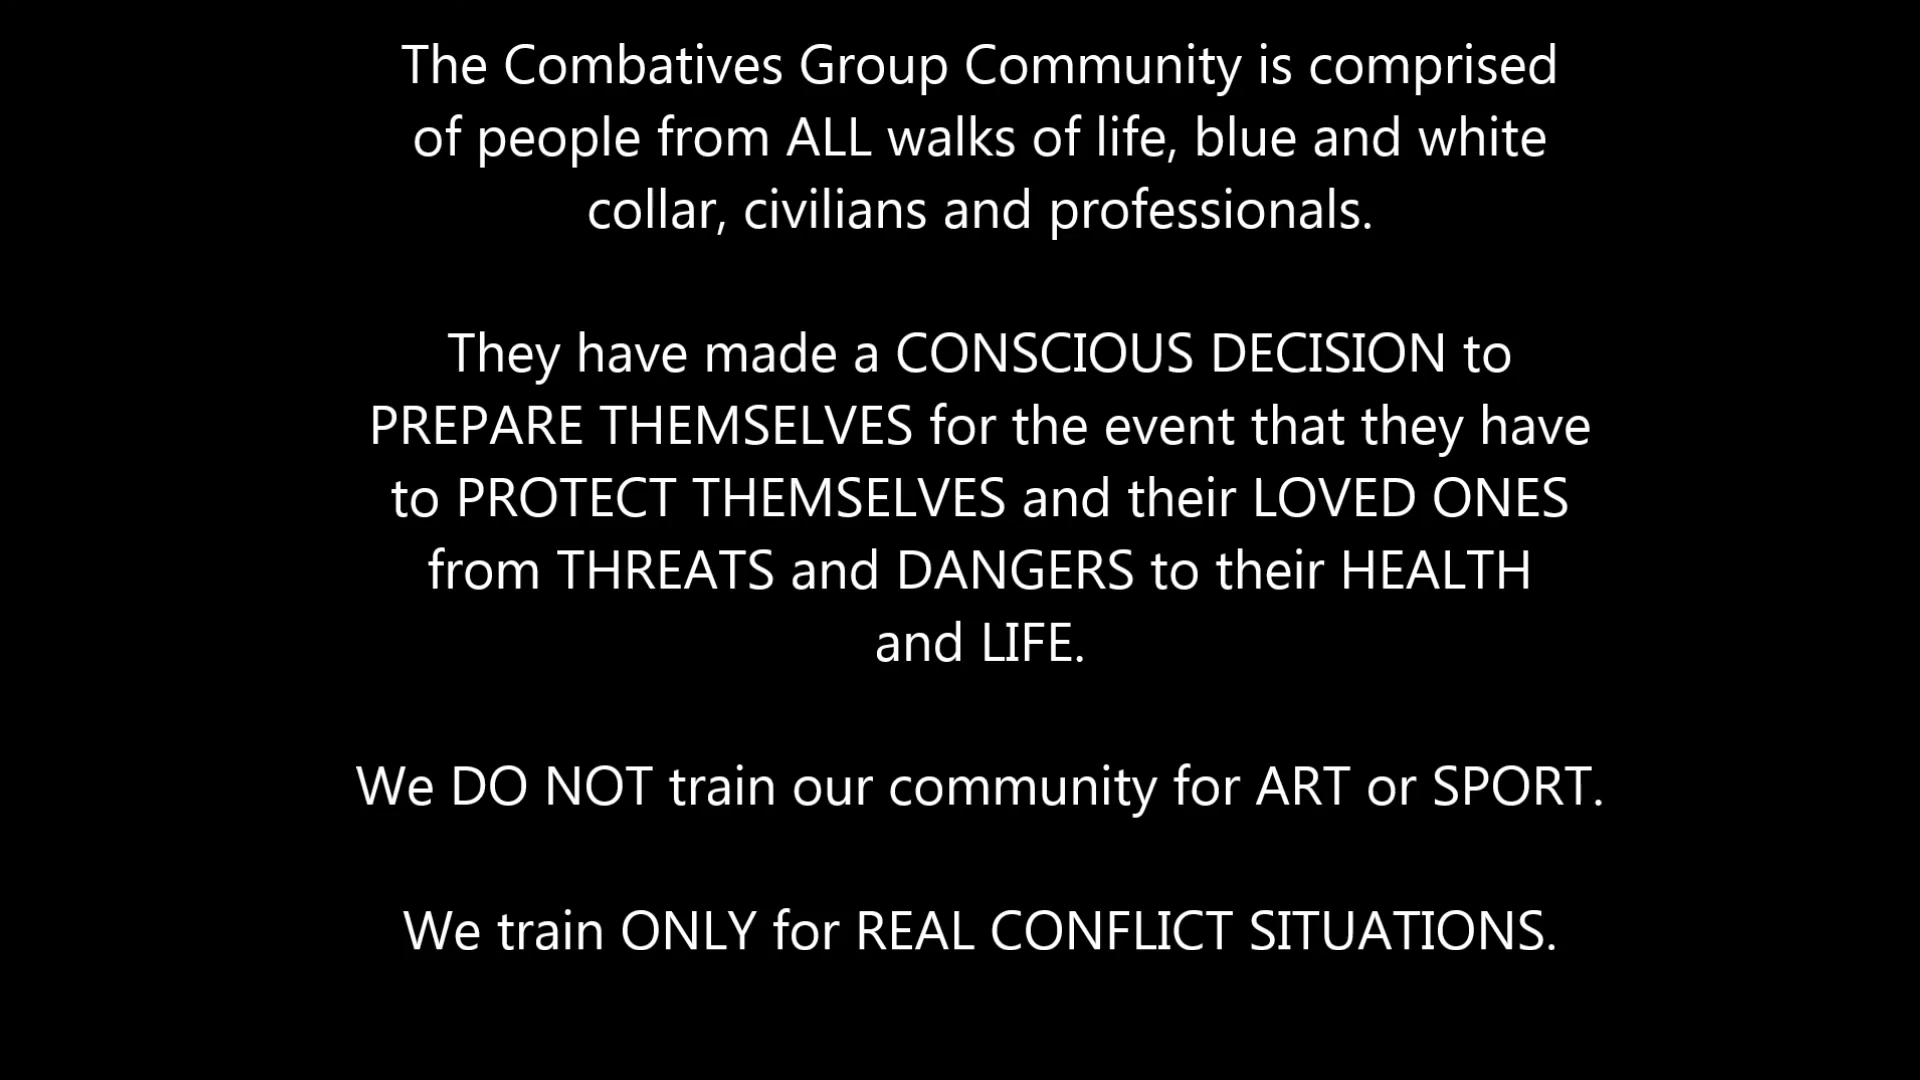 The Combatives Group Community is comprised
of people from ALL walks of life, blue and white
collar, civilians and professionals.
They have made a CONSCIOUS DECISION to
PREPARE THEMSELVES for the event that they have
to PROTECT THEMSELVES and their LOVED ONES
from THREATS and DANGERS to their HEALTH
and LIFE.
We DO NOT train our community for ART or SPORT.
We train ONLY for REAL CONFLICT SITUATIONS.